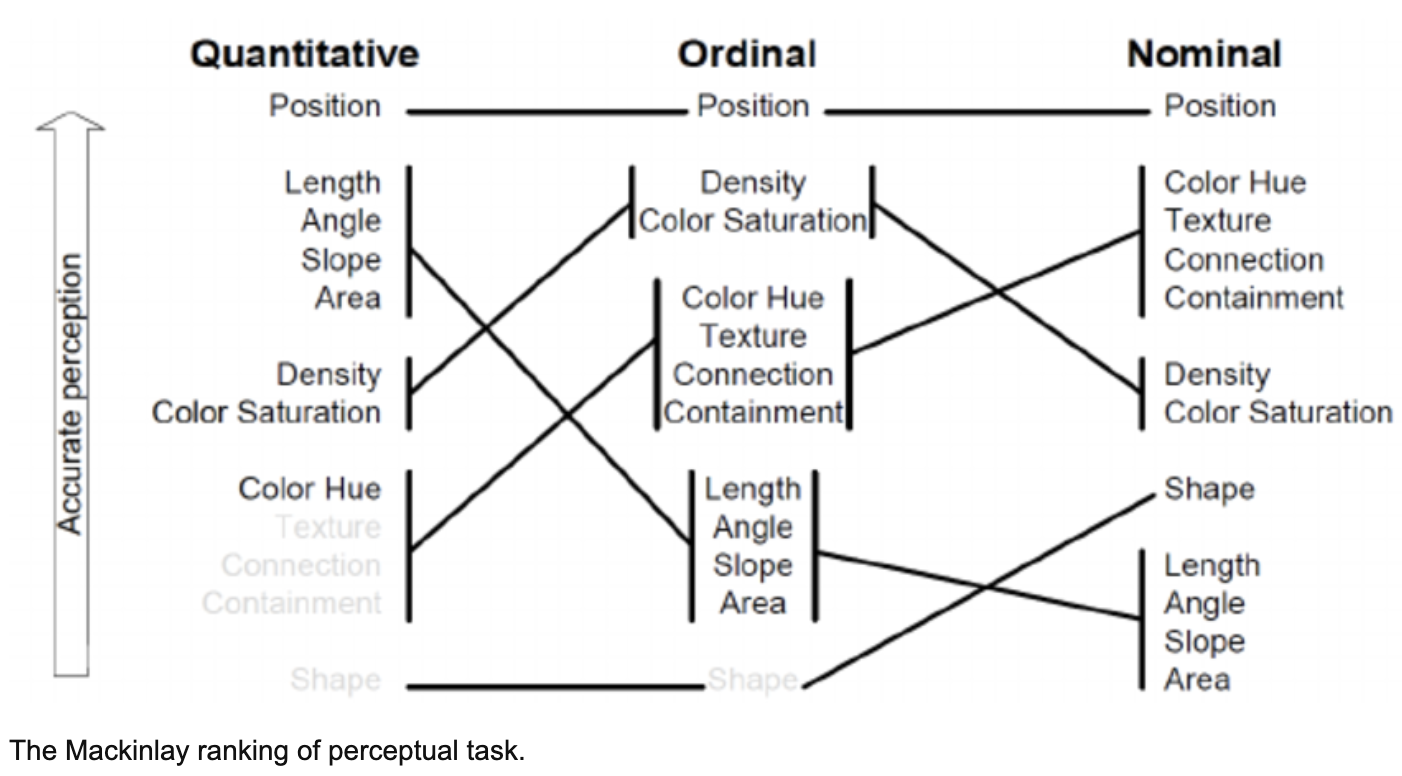 Quantitative
Ordinal
Nominal
Accurate perception
Position
Length
Angle
Slope
Area
Density
Color Saturation
Color Hue
Texture
Connection
Containment
Shape
Position
Density
Color Saturation
Color Hue
Texture
Connection
Containment
Length
Angle
Slope
Area
Shape
Position
Color Hue
Texture
Connection
Containment
Density
Color Saturation
Shape
Length
Angle
Slope
Area
The Mackinlay ranking of perceptual task.